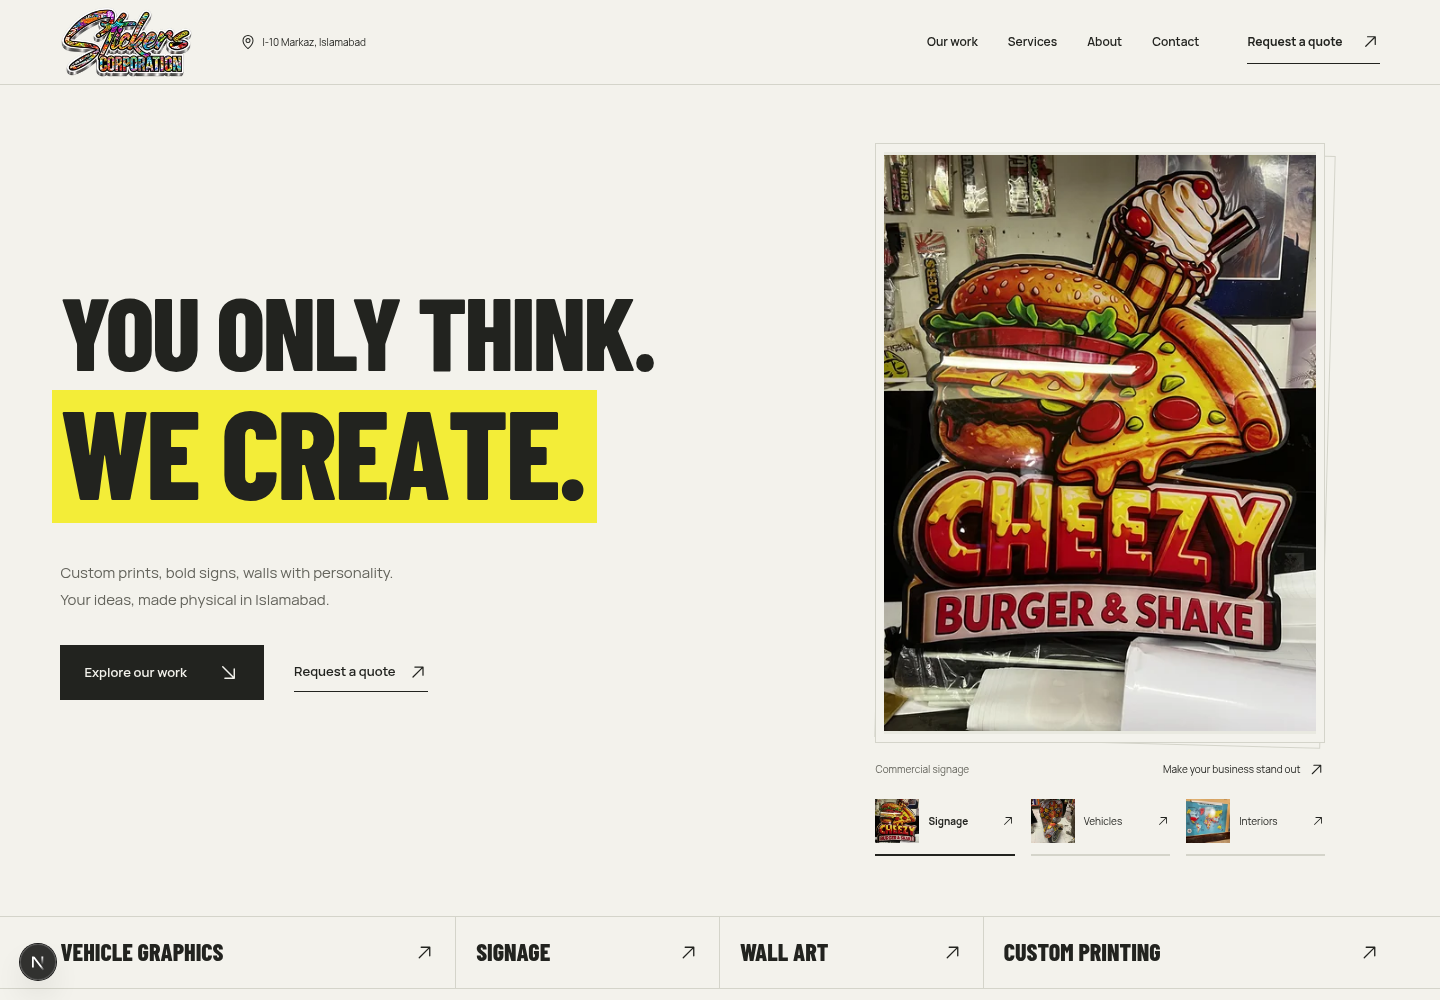 Stickers
CORPORATION
I-10 Markaz, Islamabad
Our work
Services
About
Contact
Request a quote
YOU ONLY THINK.
WE CREATE.
Custom prints, bold signs, walls with personality.
Your ideas, made physical in Islamabad.
Explore our work
Request a quote
CHEEZY
BURGER & SHAKE
Commercial signage
Make your business stand out
Signage
Vehicles
Interiors
N
VEHICLE GRAPHICS
SIGNAGE
WALL ART
CUSTOM PRINTING